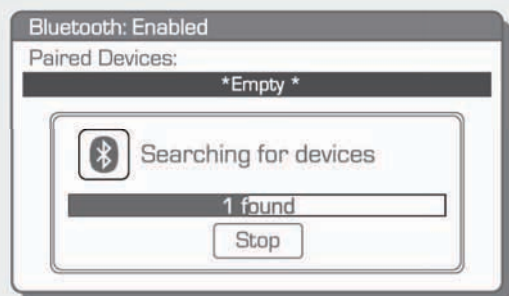 Bluetooth: Enabled
Paired Devices:
*Empty *
Searching for devices
1 found
Stop